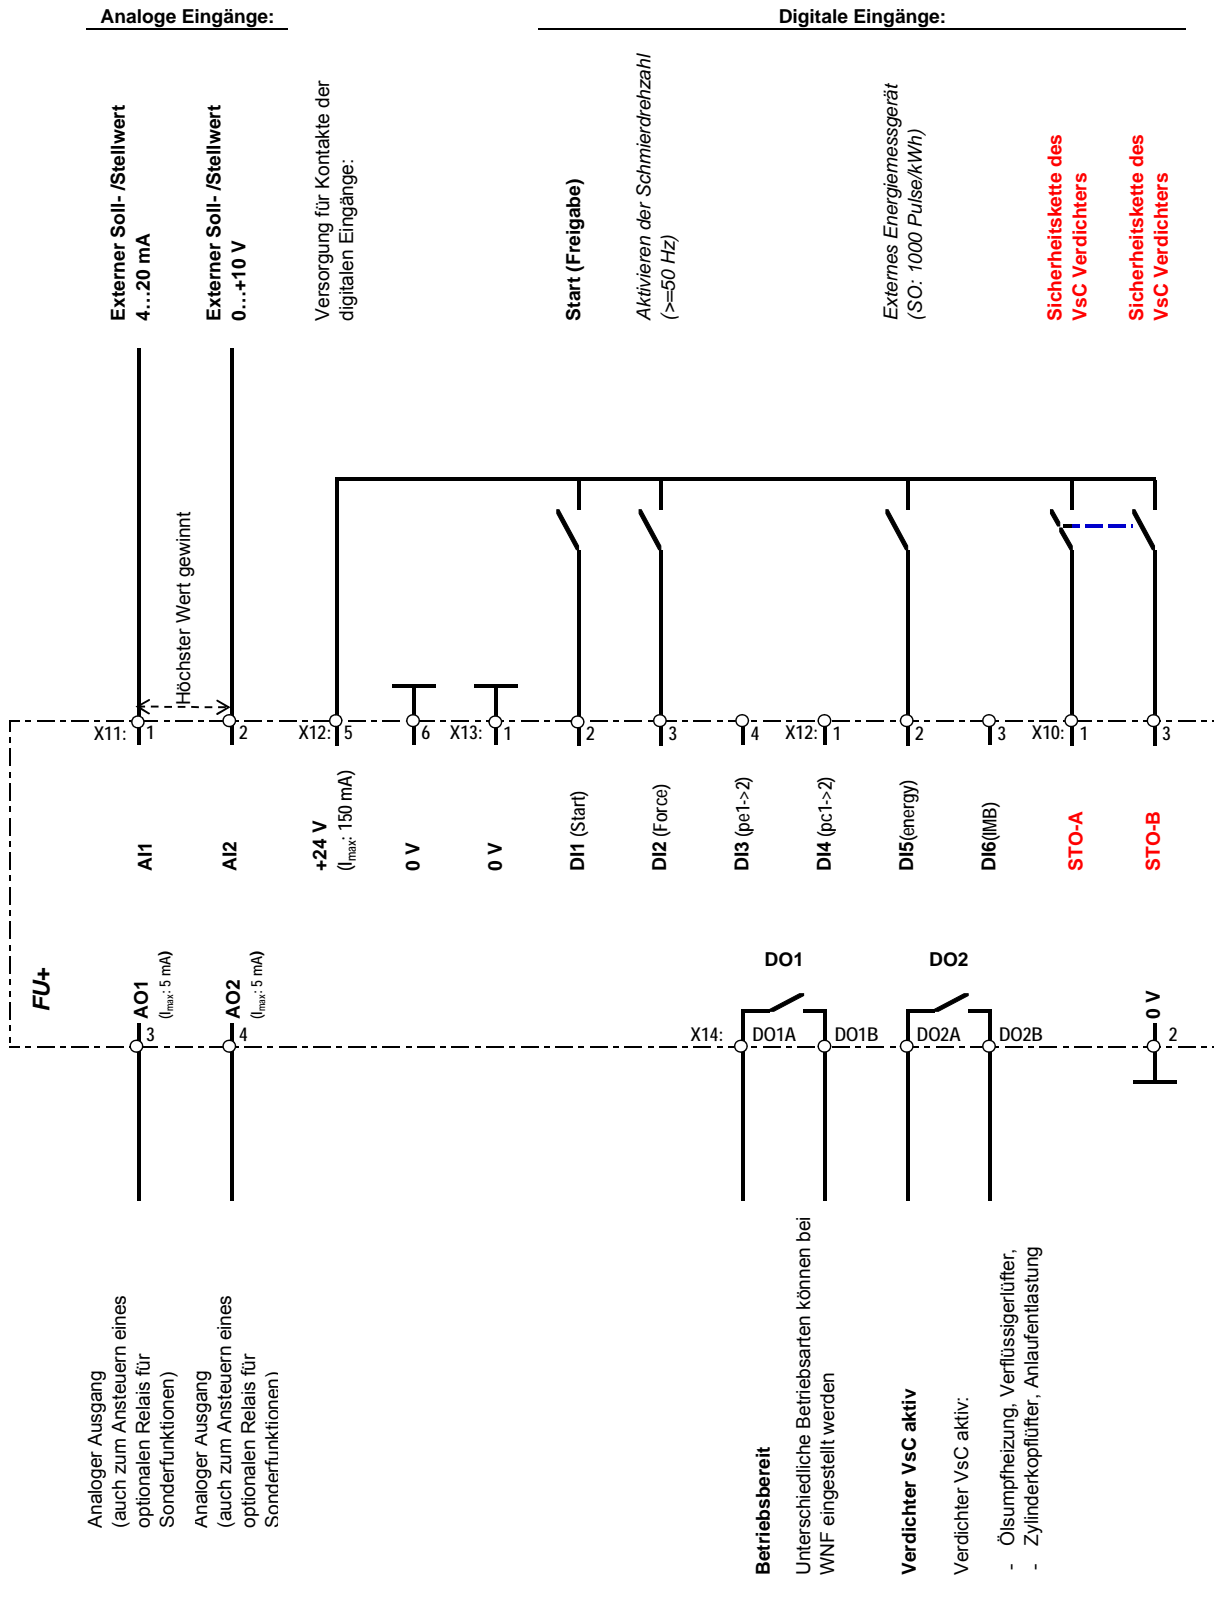 Analoge Eingänge:
Digitale Eingänge:
Externer Soll- /Stellwert
4…20 mA
Externer Soll- /Stellwert
0…+10 V
Versorgung für Kontakte der
digitalen Eingänge:
Start (Freigabe)
Aktivieren der Schmierdrehzahl
(>=50 Hz)
Externes Energiemessgerät
(SO: 1000 Pulse/kWh)
Sicherheitskette des
VsC Verdichters
Sicherheitskette des
VsC Verdichters
Höchster Wert gewinnt
X11: 1
2
X12: 5
6
X13: 1
2
3
4
X12: 1
2
3
X10: 1
3
AI1
AI2
+24 V
(Imax: 150 mA)
0 V
0 V
DI1 (Start)
DI2 (Force)
DI3 (pe1->2)
DI4 (pc1->2)
DI5(energy)
DI6(IMB)
STO-A
STO-B
FU+
AO1
(Imax: 5 mA)
AO2
(Imax: 5 mA)
DO1
DO2
0 V
3
4
X14: DO1A
DO1B
DO2A
DO2B
2
Analoger Ausgang
(auch zum Ansteuern eines
optionalen Relais für
Sonderfunktionen)
Analoger Ausgang
(auch zum Ansteuern eines
optionalen Relais für
Sonderfunktionen)
Betriebsbereit
Unterschiedliche Betriebsarten können bei
WNF eingestellt werden
Verdichter VsC aktiv
Verdichter VsC aktiv:
- Ölsumpfheizung, Verflüssigerlüfter,
- Zylinderkopflüfter, Anlaufentlastung